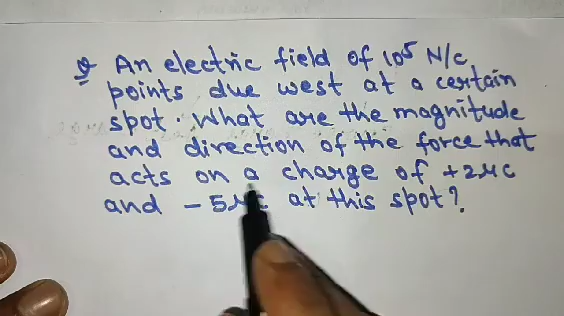 Q An electric field of 10⁵ N/C
points due west at a certain
spot. What are the magnitude
and direction of the force that
acts on a charge of +2μC
and - 5μC at this spot?